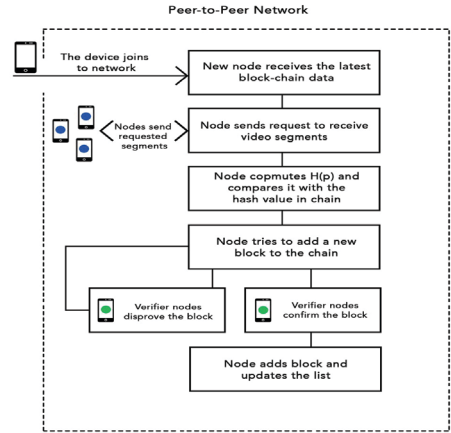 Peer-to-Peer Network
The device joins
to network
New node receives the latest
block-chain data
Nodes send
requested
segments
Node sends request to receive
video segments
Node copmutes H(p) and
compares it with the
hash value in chain
Node tries to add a new
block to the chain
Verifier nodes
disprove the block
Verifier nodes
confirm the block
Node adds block and
updates the list